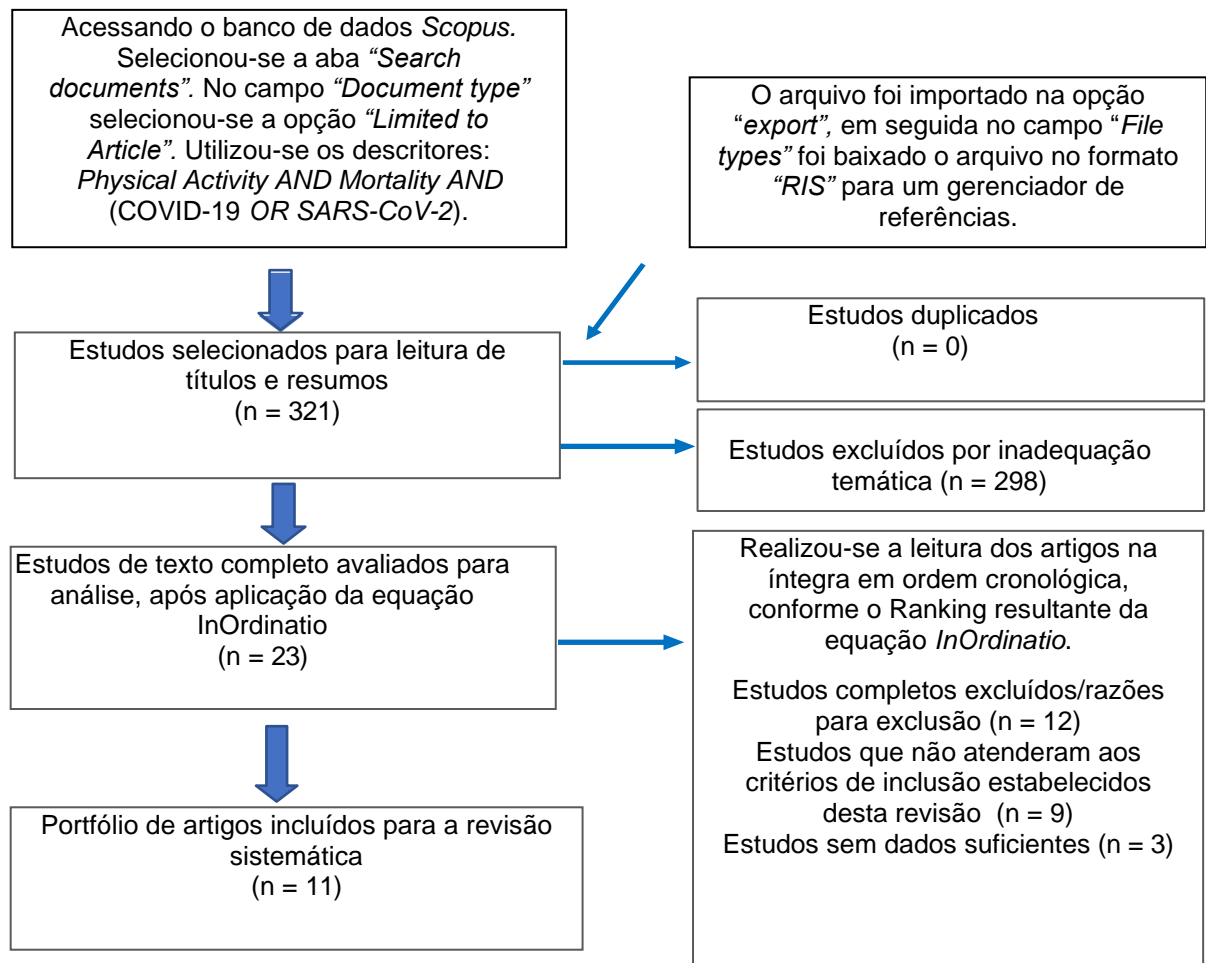 Acessando o banco de dados Scopus.
Selecionou-se a aba “Search
documents”. No campo “Document type”
selecionou-se a opção “Limited to
Article”. Utilizou-se os descritores:
Physical Activity AND Mortality AND
(COVID-19 OR SARS-CoV-2).
O arquivo foi importado na opção
“export”, em seguida no campo “File
types” foi baixado o arquivo no formato
“RIS” para um gerenciador de
referências.
Estudos selecionados para leitura de
títulos e resumos
(n = 321)
Estudos duplicados
(n = 0)
Estudos excluídos por inadequação
temática (n = 298)
Estudos de texto completo avaliados para
análise, após aplicação da equação
InOrdinatio
(n = 23)
Realizou-se a leitura dos artigos na
íntegra em ordem cronológica,
conforme o Ranking resultante da
equação InOrdinatio.
Estudos completos excluídos/razões
para exclusão (n = 12)
Estudos que não atenderam aos
critérios de inclusão estabelecidos
desta revisão (n = 9)
Estudos sem dados suficientes (n = 3)
Portfólio de artigos incluídos para a revisão
sistemática
(n = 11)